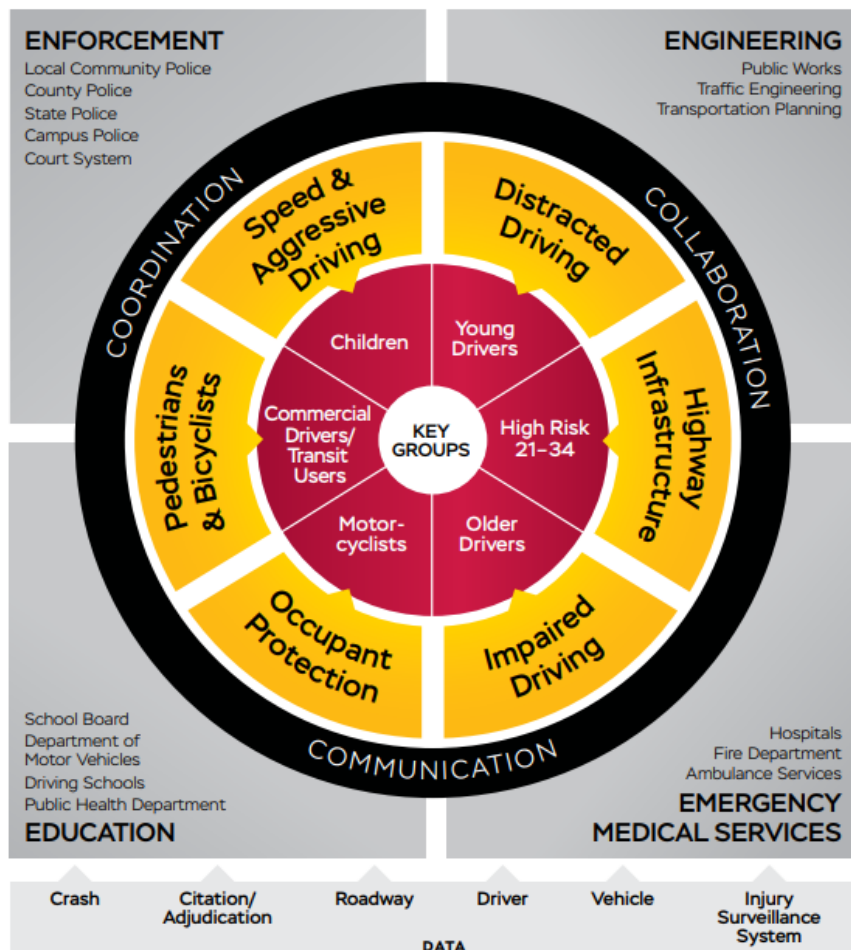 ENFORCEMENT
Local Community Police
County Police
State Police
Campus Police
Court System
ENGINEERING
Public Works
Traffic Engineering
Transportation Planning
COORDINATION
COLLABORATION
COMMUNICATION
Speed &
Aggressive
Driving
Distracted
Driving
Highway
Infrastructure
Impaired
Driving
Occupant
Protection
Pedestrians
& Bicyclists
Children
Young
Drivers
High Risk
21–34
Older
Drivers
Motor-
cyclists
Commercial
Drivers/
Transit
Users
KEY
GROUPS
School Board
Department of
Motor Vehicles
Driving Schools
Public Health Department
EDUCATION
Hospitals
Fire Department
Ambulance Services
EMERGENCY
MEDICAL SERVICES
Crash
Citation/
Adjudication
Roadway
Driver
Vehicle
Injury
Surveillance
System
DATA